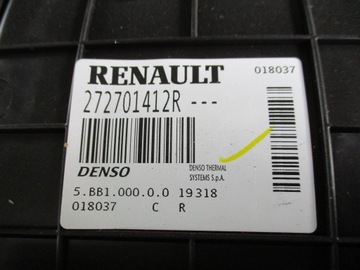 RENAULT 018037
272701412R ---
DENSO DENSO THERMAL
SYSTEMS S.p.A.
5.BB1.000.0.0 19318
018037 C R